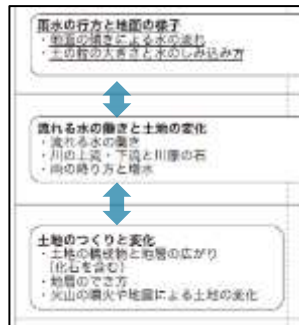 雨水の行方と地面の様子
・地面の傾きによる水の流れ
・土の粒の大きさと水のしみ込み方
流れる水の働きと土地の変化
・流れる水の働き
・川の上流・下流と川原の石
・雨の降り方と増水
土地のつくりと変化
・土地の構成物と地層の広がり
(化石を含む)
・地層のでき方
・火山の噴火や地震による土地の変化